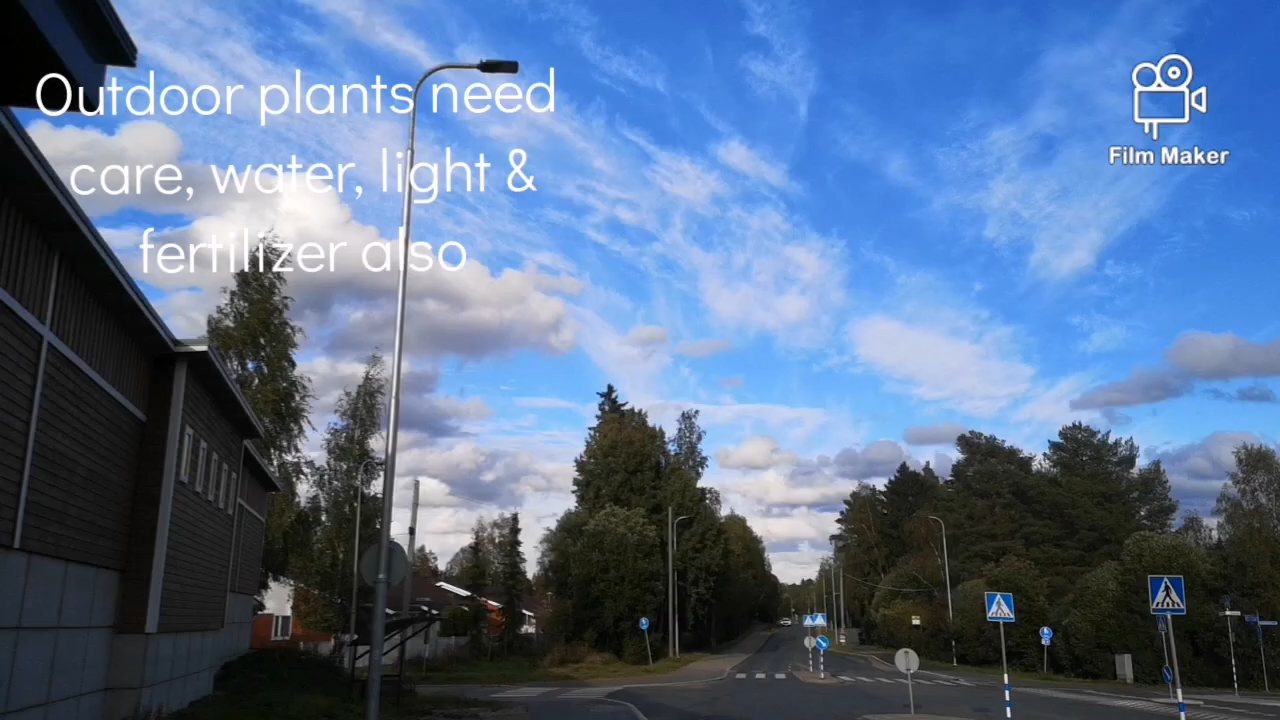 Outdoor plants need
care, water, light &
fertilizer also
Film Maker